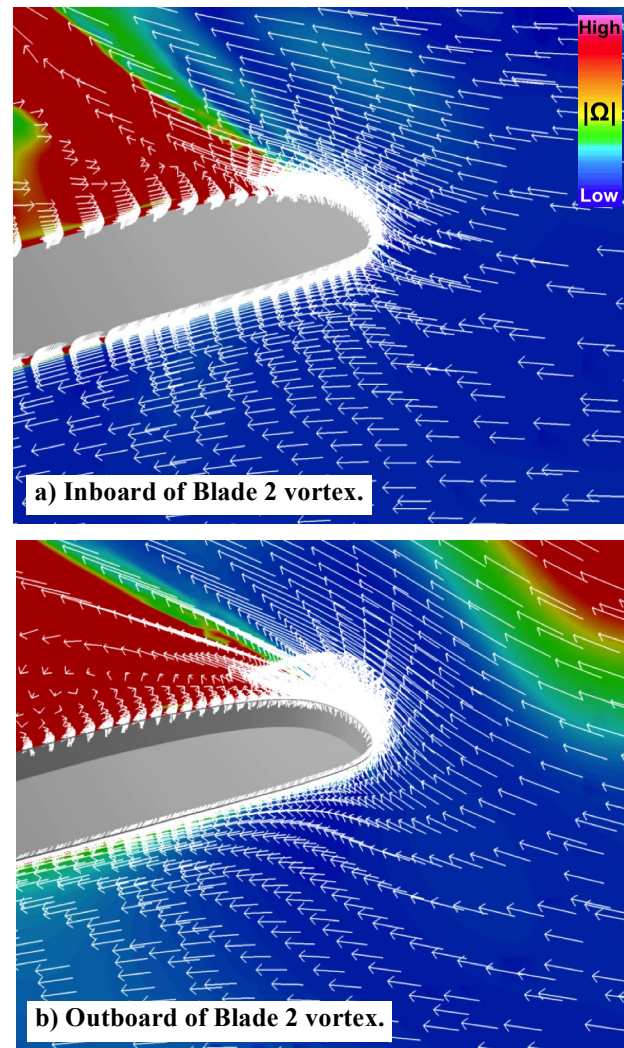 High
|Ω|
Low
a) Inboard of Blade 2 vortex.
b) Outboard of Blade 2 vortex.